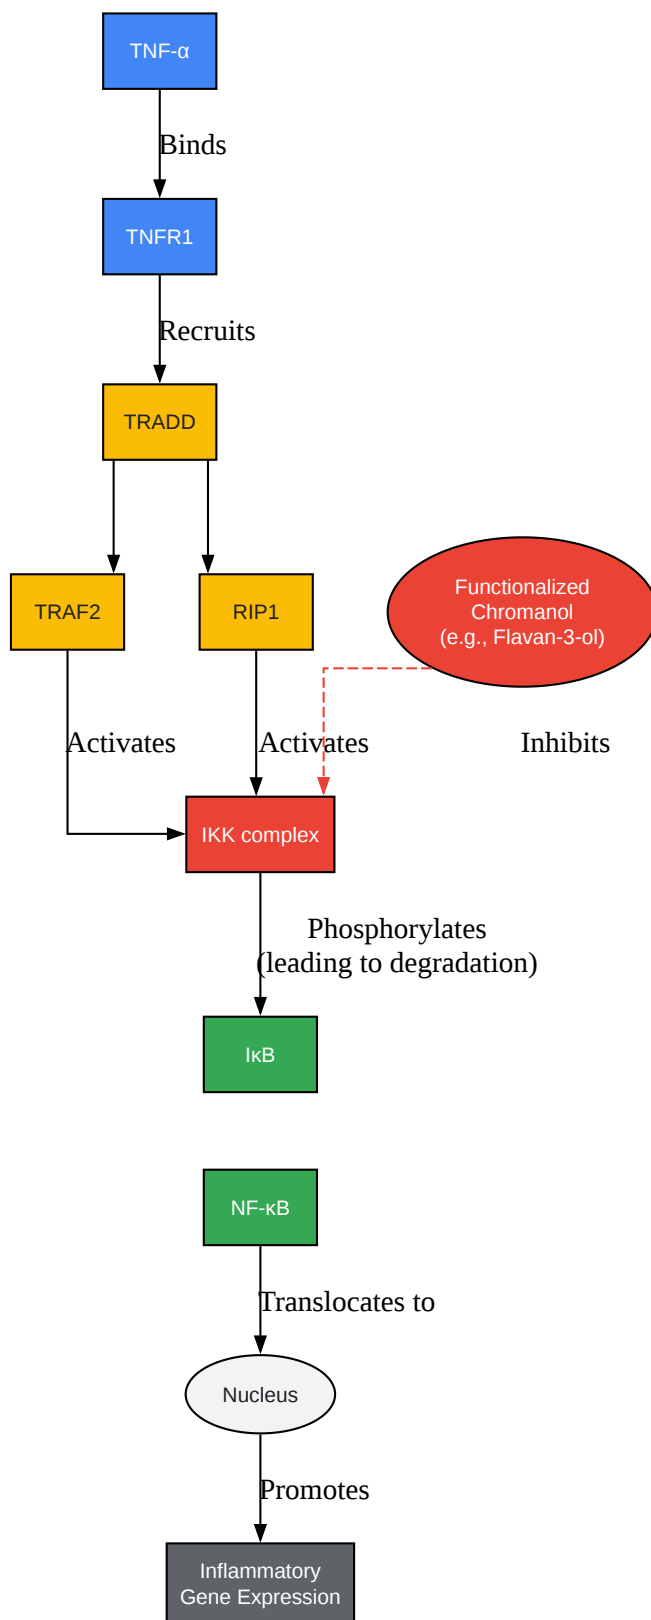 TNF-α
Binds
TNFR1
Recruits
TRADD
TRAF2
RIP1
Functionalized
Chromanol
(e.g., Flavan-3-ol)
Activates
Activates
Inhibits
IKK complex
Phosphorylates
(leading to degradation)
IκB
NF-κB
Translocates to
Nucleus
Promotes
Inflammatory
Gene Expression